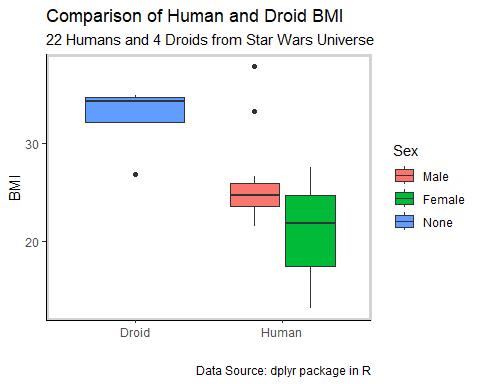 Comparison of Human and Droid BMI
22 Humans and 4 Droids from Star Wars Universe
BMI
30
20
Droid
Human
Sex
Male
Female
None
Data Source: dplyr package in R